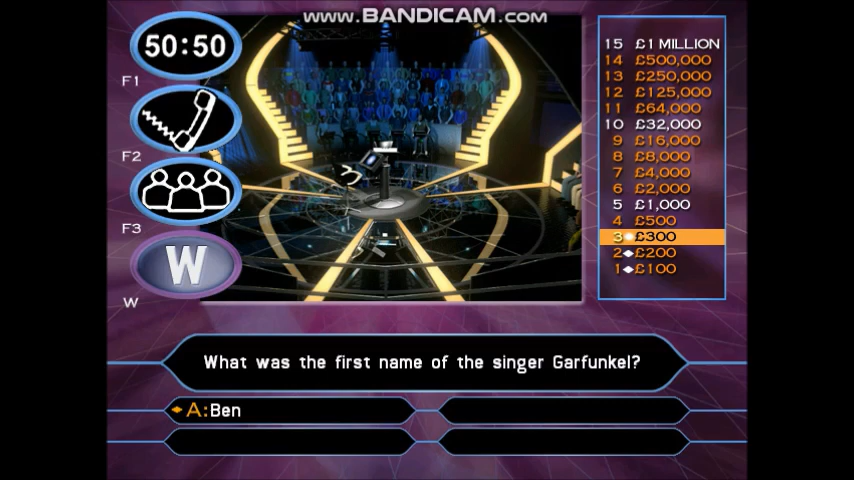 www.BANDICAM.com
50:50
F1
F2
F3
W
W
15 £1 MILLION
14 £500,000
13 £250,000
12 £125,000
11 £64,000
10 £32,000
9 £16,000
8 £8,000
7 £4,000
6 £2,000
5 £1,000
4 £500
3 £300
2 £200
1 £100
What was the first name of the singer Garfunkel?
A: Ben